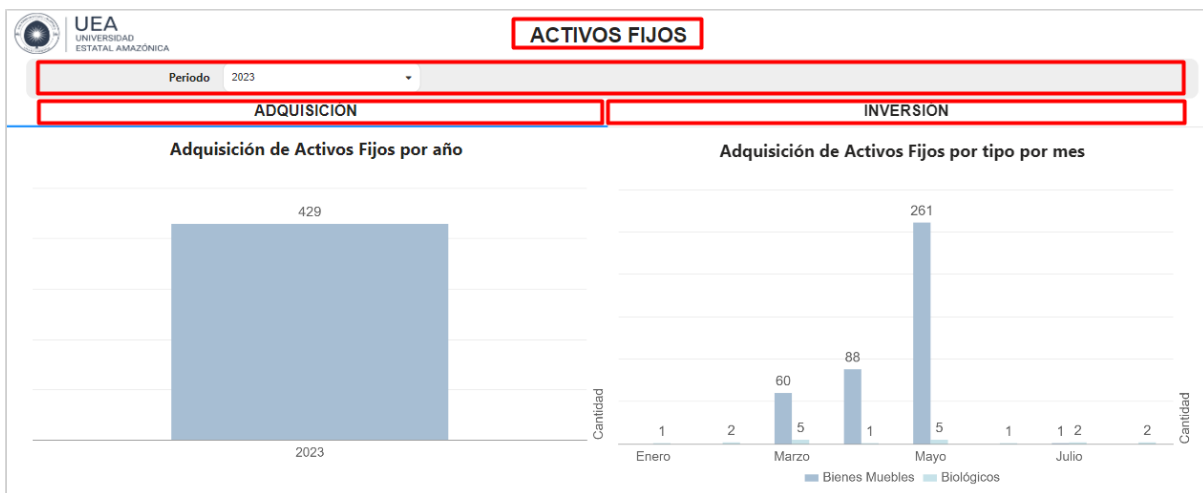 UEA
UNIVERSIDAD
ESTATAL AMAZÓNICA
ACTIVOS FIJOS
Periodo 2023
ADQUISICIÓN
INVERSIÓN
Adquisición de Activos Fijos por año
429
Cantidad
2023
Adquisición de Activos Fijos por tipo por mes
261
88
60
1 2 5 1 5 1 1 2 2
Cantidad
Enero Marzo Mayo Julio
Bienes Muebles Biológicos